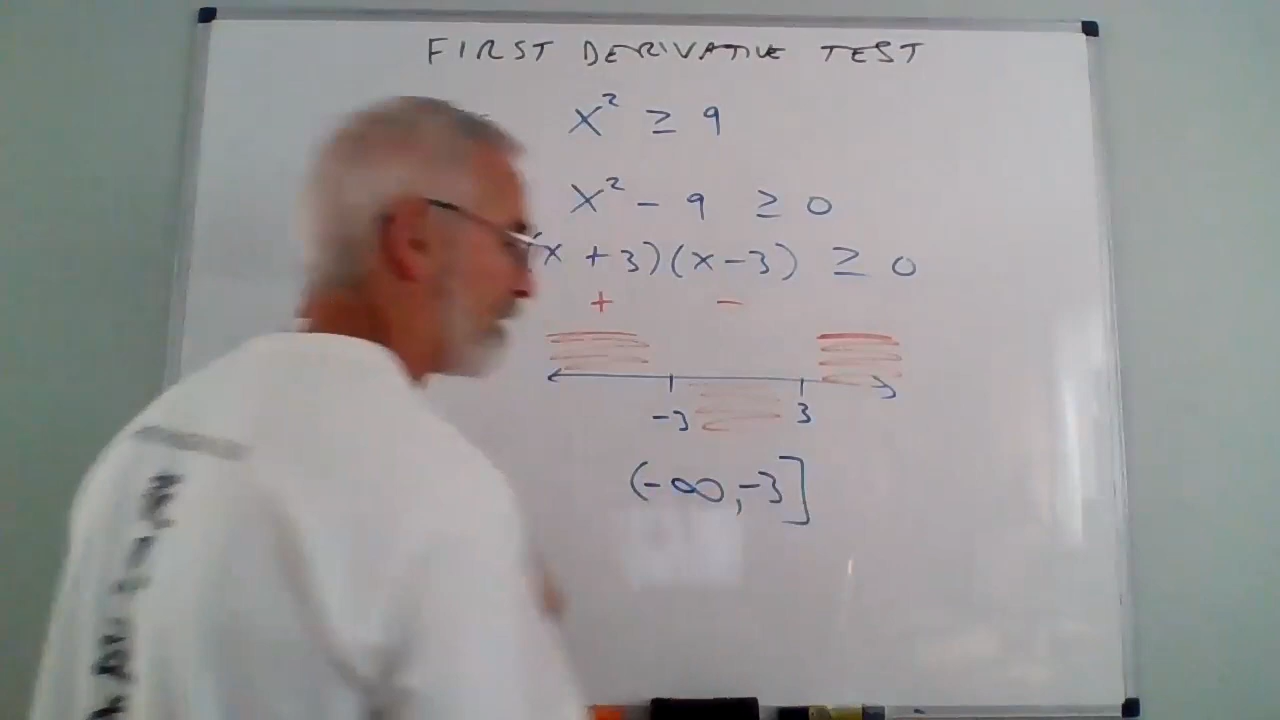 FIRST DERIVATIVE TEST
x² ≥ 9
x² - 9 ≥ 0
(x + 3)(x - 3) ≥ 0
+ -
-3 3
(-∞, -3]